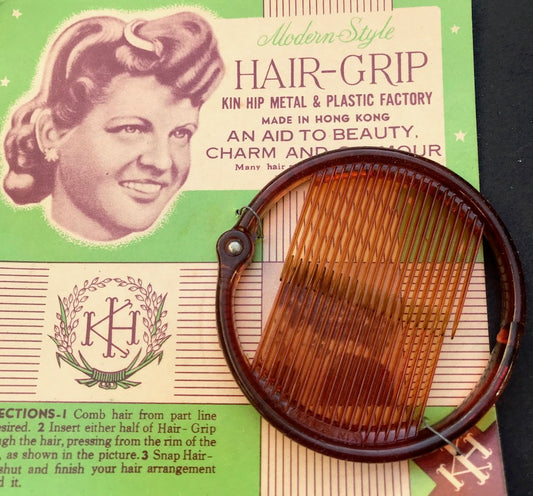 Modern-Style
HAIR-GRIP
KIN HIP METAL & PLASTIC FACTORY
MADE IN HONG KONG
AN AID TO BEAUTY,
CHARM AND
Many hair
KH
ECTIONS-1 Comb hair from part line
esired. 2 Insert either half of Hair-Grip
ugh the hair, pressing from the rim of the
, as shown in the picture. 3 Snap Hair-
shut and finish your hair arrangement
d it.
KH